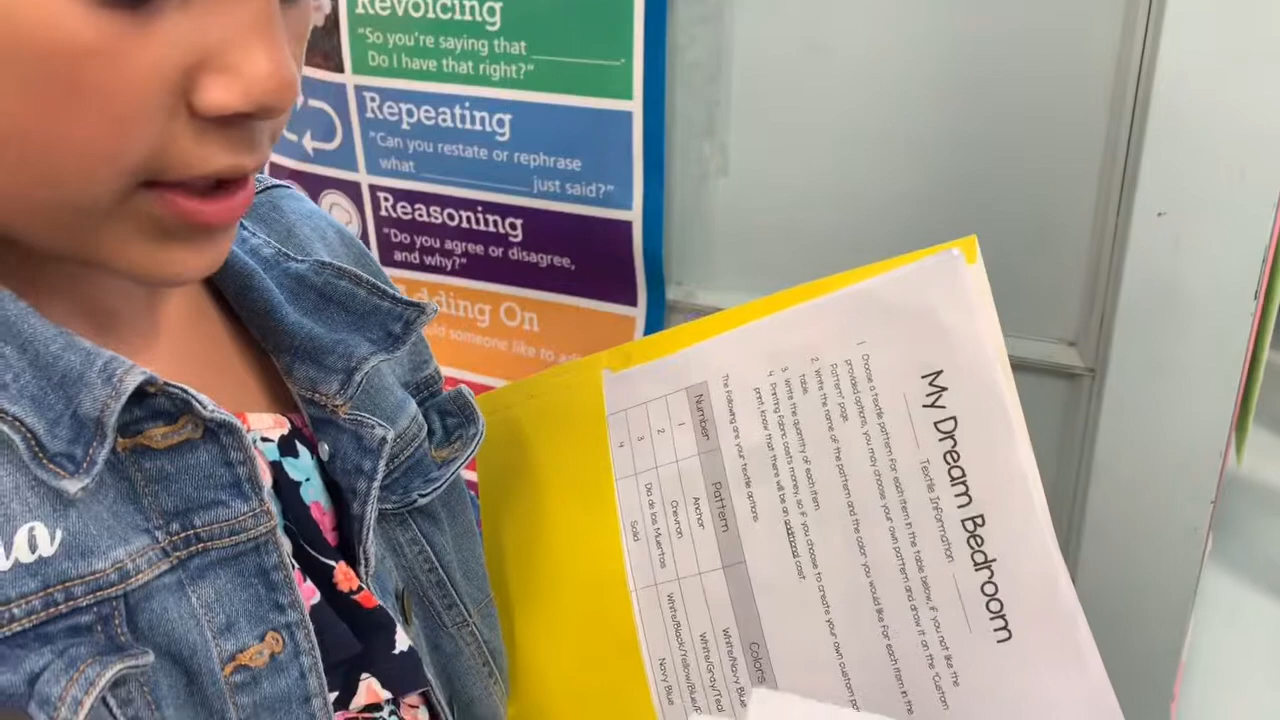 Revoicing
"So you're saying that ________.
Do I have that right?"
Repeating
"Can you restate or rephrase
what ____________ just said?"
Reasoning
"Do you agree or disagree,
and why?"
Adding On
someone like to
My Dream Bedroom
Textile Information
1. Choose a textile pattern for each item in the table below, if you not like the
provided options, you may choose your own pattern and draw it on the "Custom
Pattern" page.
2. Write the name of the pattern and the color you would like for each item in the
table.
3. Write the quantity of each item.
4. Printing fabric costs money, so if you choose to create your own custom
print, know that there will be an additional cost.
The following are your textile options:
Number Pattern Colors
1 Anchor White/Navy Blue
2 Chevron White/Gray/Teal
3 Dia de los Muertos White/Black/Yellow/Blue
4 Solid Navy Blue